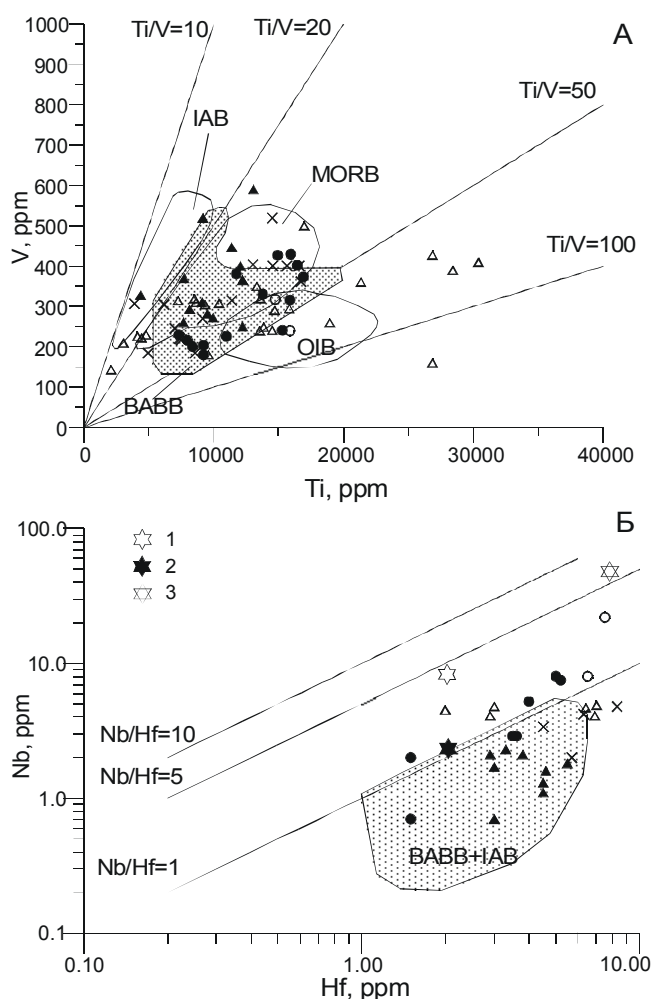 А
1000
900
800
700
600
500
400
300
200
100
0
V, ppm
Ti/V=10
Ti/V=20
Ti/V=50
Ti/V=100
IAB
MORB
OIB
BABB
0
10000
20000
30000
40000
Ti, ppm
Б
100.0
10.0
1.0
0.1
Nb, ppm
1
2
3
Nb/Hf=10
Nb/Hf=5
Nb/Hf=1
BABB+IAB
0.10
1.00
10.00
Hf, ppm